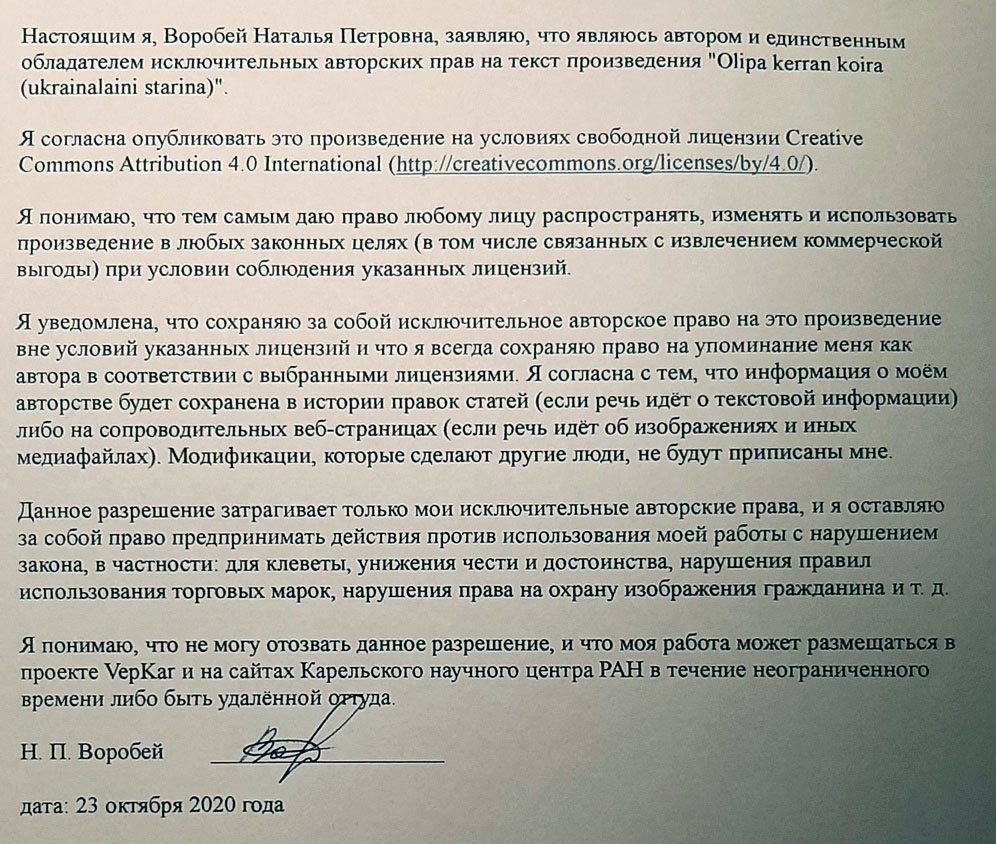 Настоящим я, Воробей Наталья Петровна, заявляю, что являюсь автором и единственным
обладателем исключительных авторских прав на текст произведения "Olipa kerran koira
(ukrainalaini starina)".
Я согласна опубликовать это произведение на условиях свободной лицензии Creative
Commons Attribution 4.0 International (http://creativecommons.org/licenses/by/4.0/).
Я понимаю, что тем самым даю право любому лицу распространять, изменять и использовать
произведение в любых законных целях (в том числе связанных с извлечением коммерческой
выгоды) при условии соблюдения указанных лицензий.
Я уведомлена, что сохраняю за собой исключительное авторское право на это произведение
вне условий указанных лицензий и что я всегда сохраняю право на упоминание меня как
автора в соответствии с выбранными лицензиями. Я согласна с тем, что информация о моём
авторстве будет сохранена в истории правок статей (если речь идёт о текстовой информации)
либо на сопроводительных веб-страницах (если речь идёт об изображениях и иных
медиафайлах). Модификации, которые сделают другие люди, не будут приписаны мне.
Данное разрешение затрагивает только мои исключительные авторские права, и я оставляю
за собой право предпринимать действия против использования моей работы с нарушением
закона, в частности: для клеветы, унижения чести и достоинства, нарушения правил
использования торговых марок, нарушения права на охрану изображения гражданина и т. д.
Я понимаю, что не могу отозвать данное разрешение, и что моя работа может размещаться в
проекте VepKar и на сайтах Карельского научного центра РАН в течение неограниченного
времени либо быть удалённой оттуда.
Н. П. Воробей
дата: 23 октября 2020 года